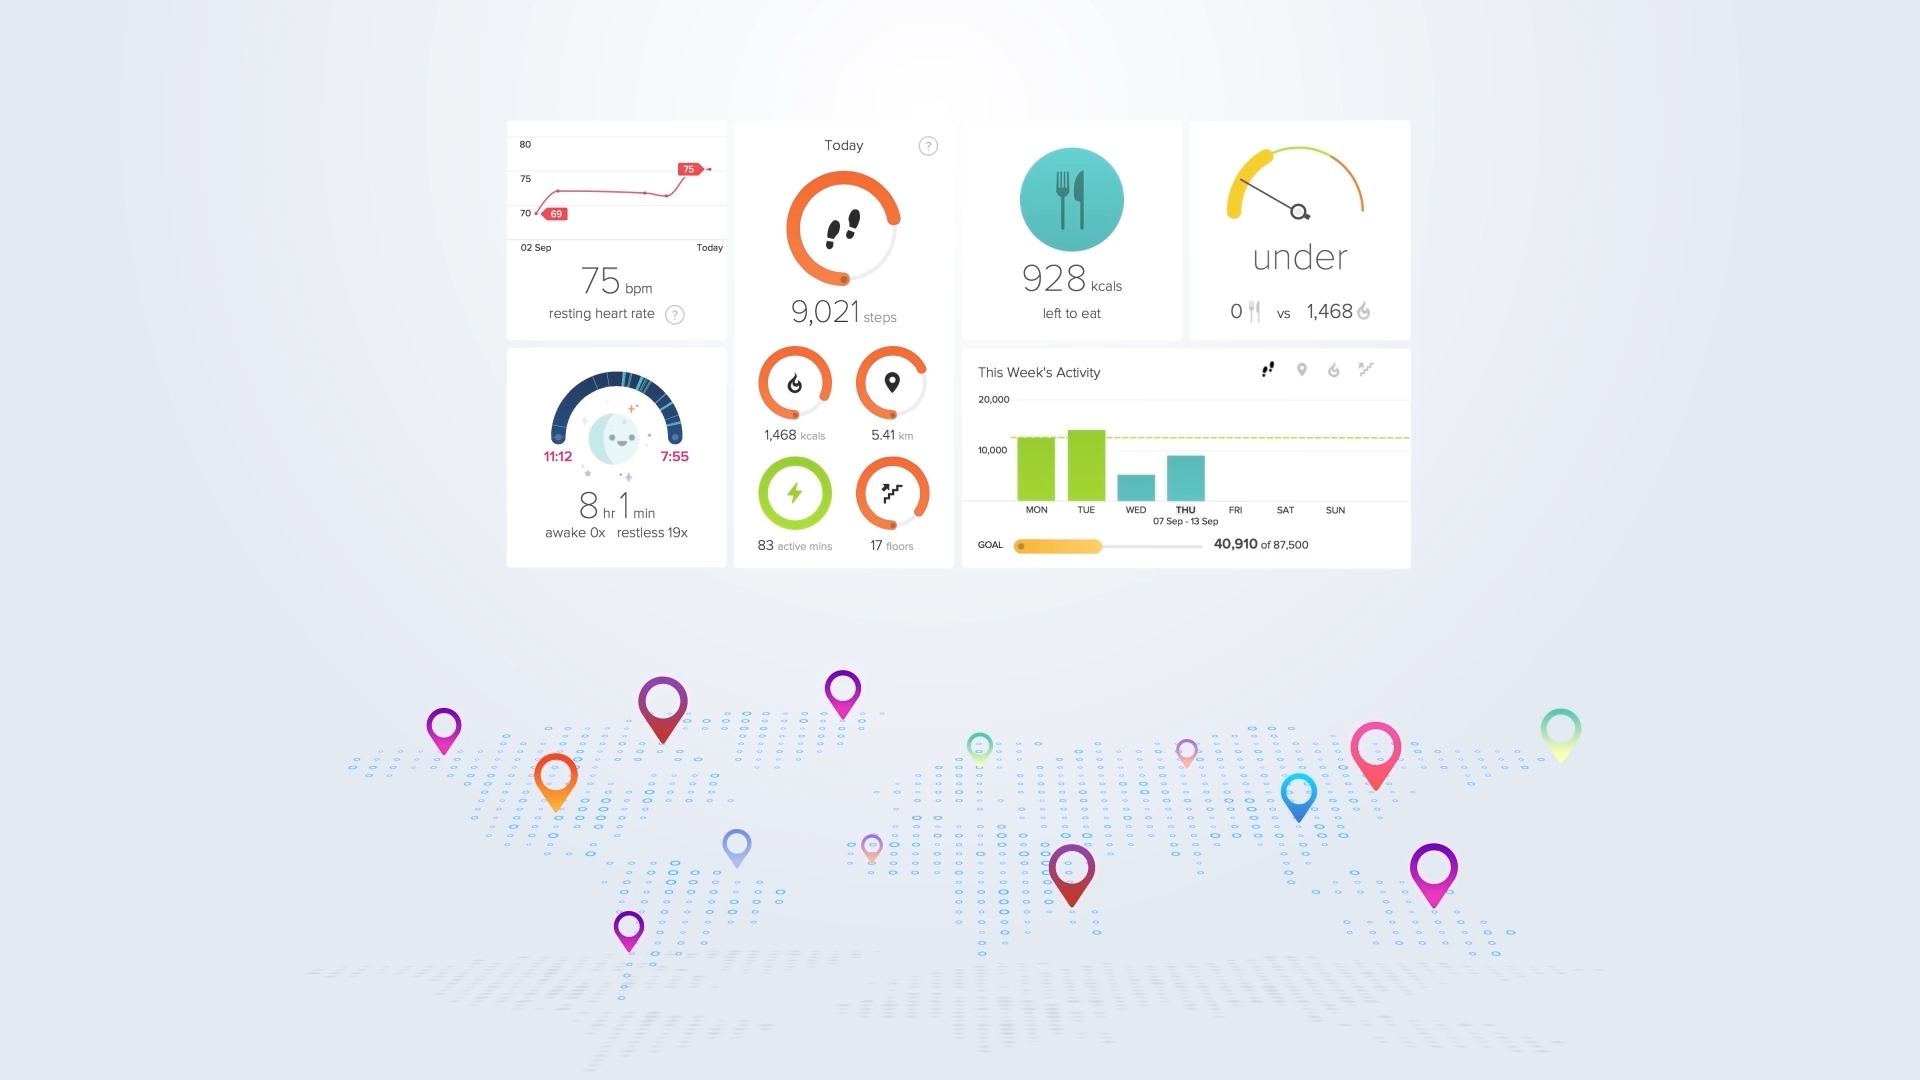 80
75
70
69
75
02 Sep Today
75 bpm
resting heart rate ?
11:12 7:55
8 hr 1 min
awake 0x restless 19x
Today ?
9,021 steps
1,468 kcals
5.41 km
83 active mins
17 floors
928 kcals
left to eat
under
0 vs 1,468
This Week's Activity
20,000
10,000
MON TUE WED THU FRI SAT SUN
07 Sep - 13 Sep
GOAL 40,910 of 87,500